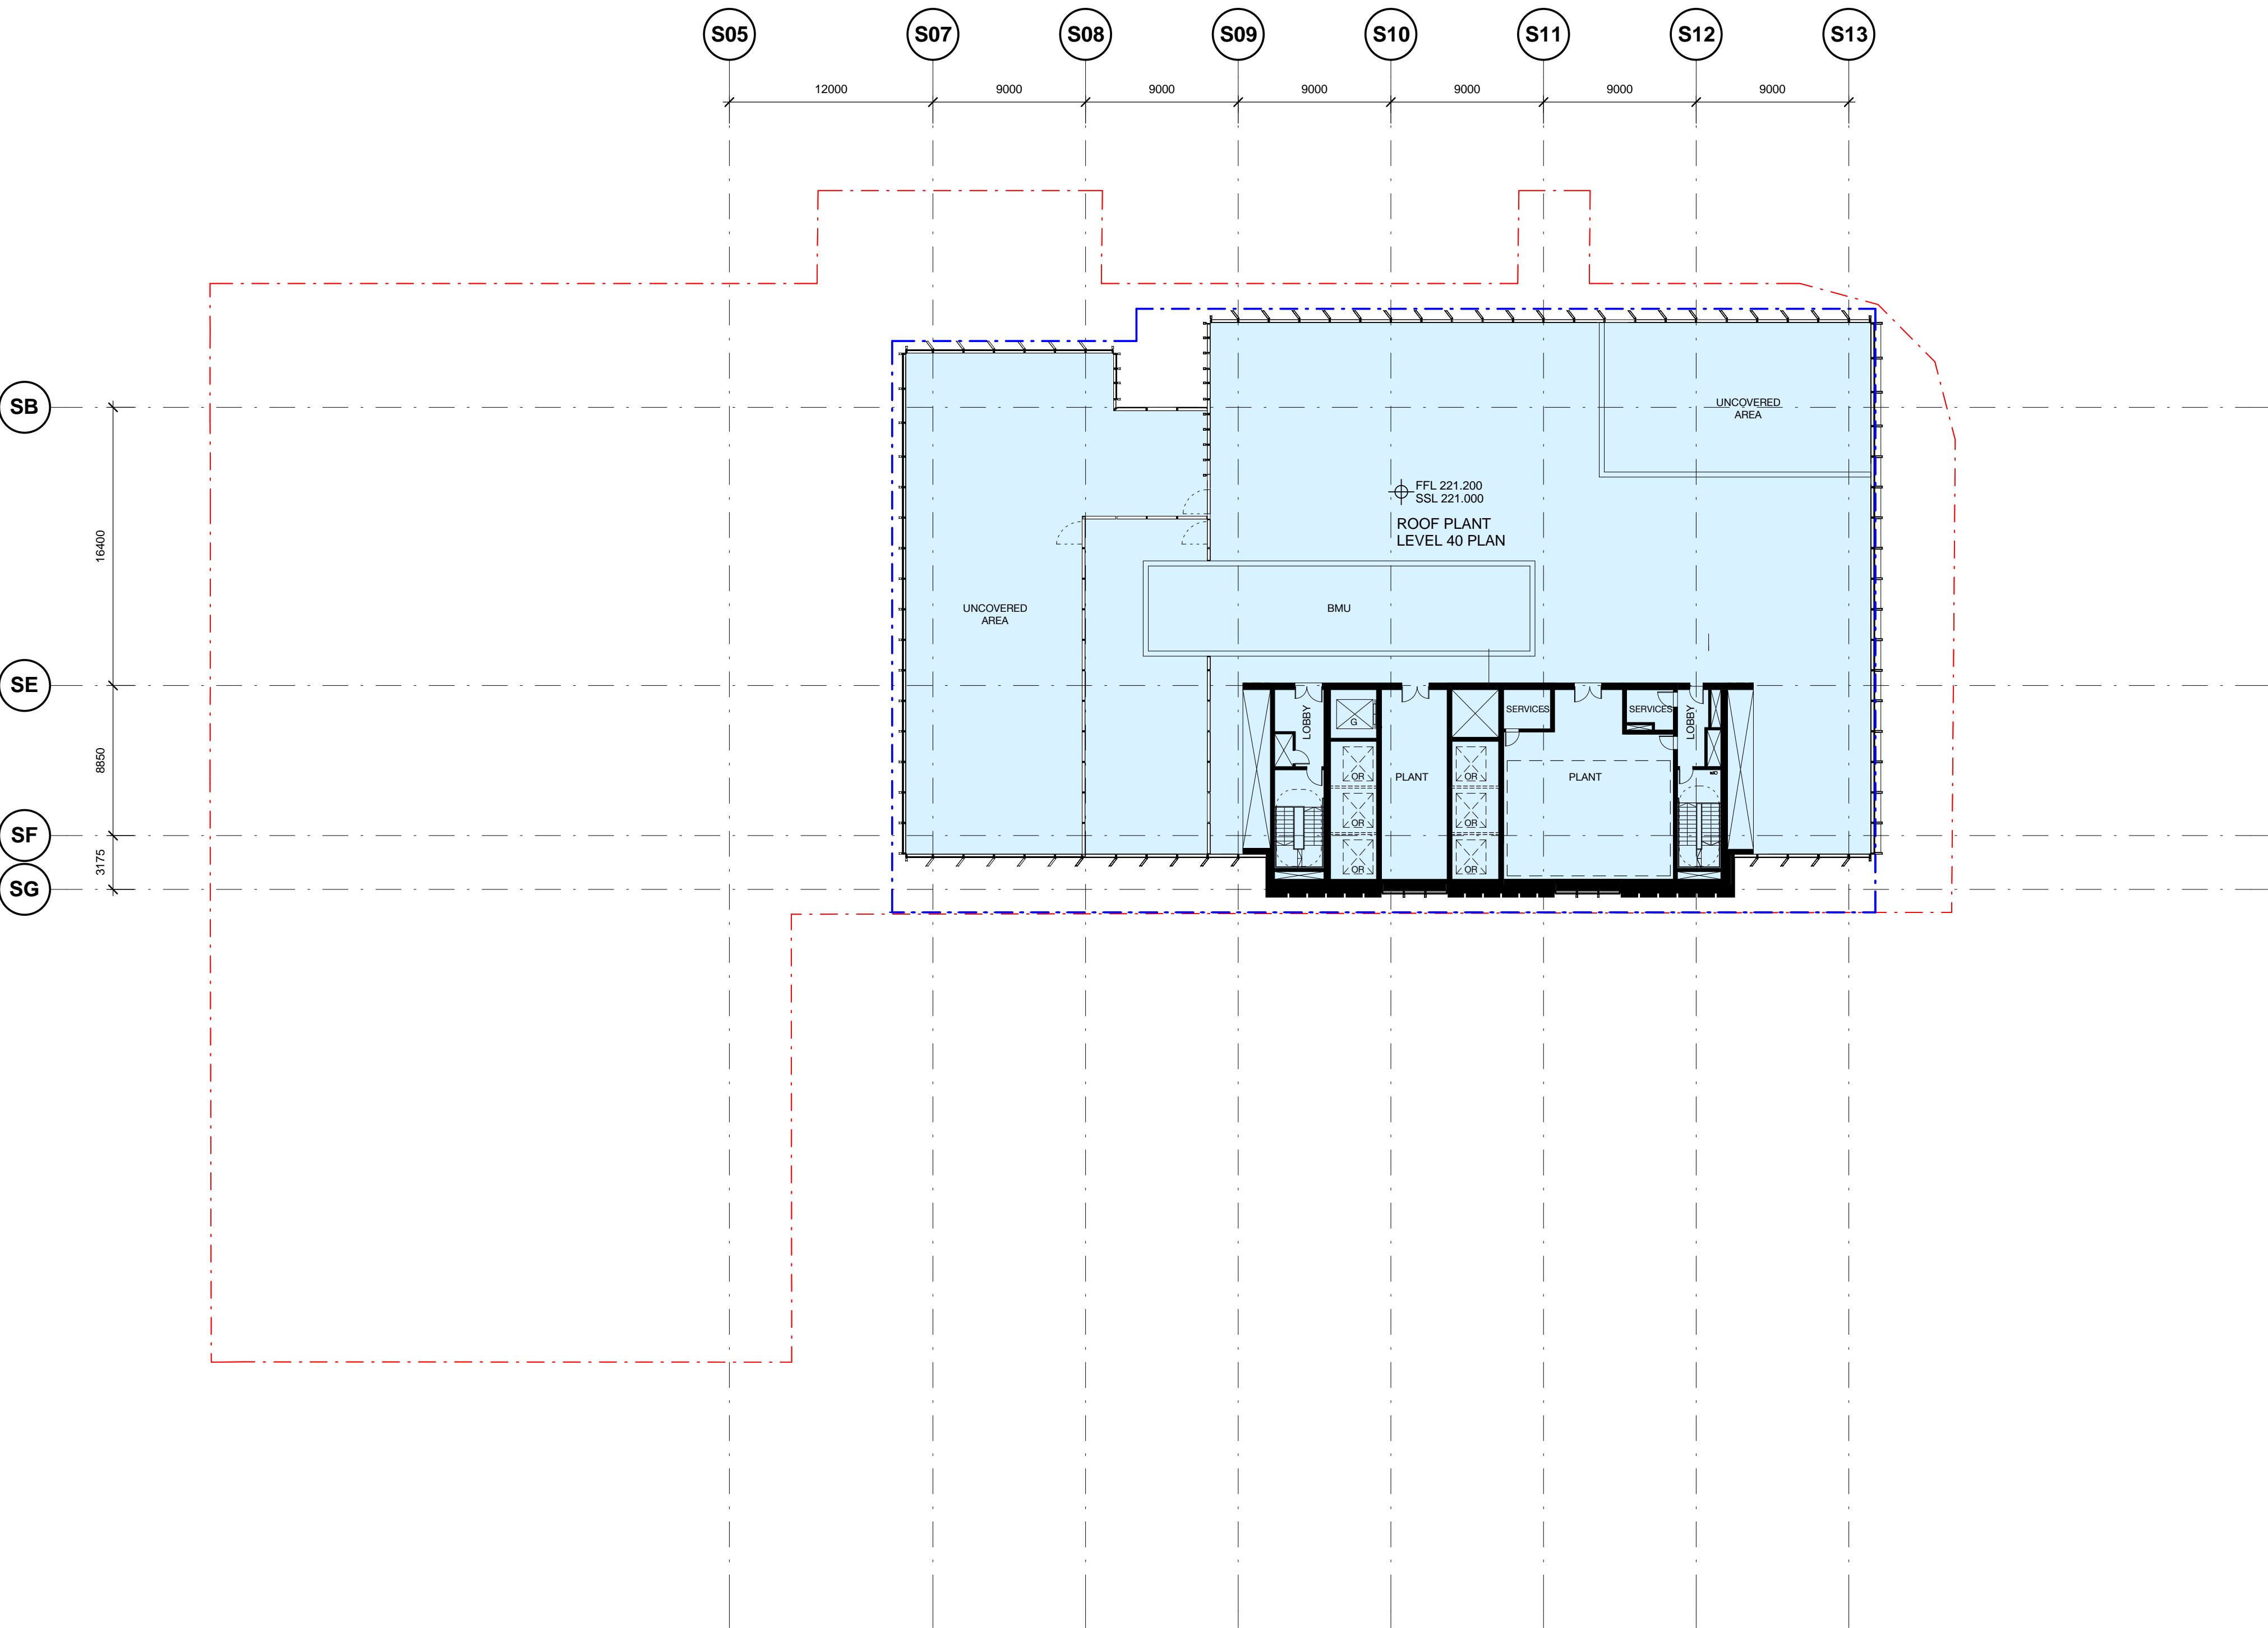 S05 S07 S08 S09 S10 S11 S12 S13
12000 9000 9000 9000 9000 9000 9000
SB
UNCOVERED
AREA
FFL 221.200
SSL 221.000
ROOF PLANT
LEVEL 40 PLAN
16400
UNCOVERED
AREA
BMU
SE
LOBBY
G
SERVICES
SERVICES
LOBBY
8850
OR
PLANT
OR
PLANT
OR
OR
SF
3175
OR
OR
SG